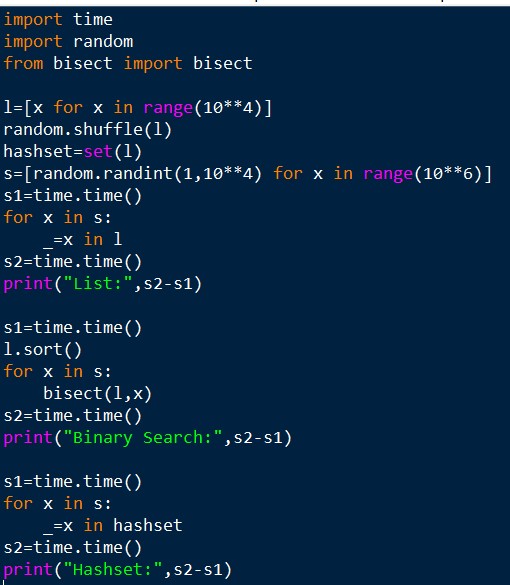 import time
import random
from bisect import bisect

l=[x for x in range(10**4)]
random.shuffle(l)
hashset=set(l)
s=[random.randint(1,10**4) for x in range(10**6)]
s1=time.time()
for x in s:
    _=x in l
s2=time.time()
print("List:",s2-s1)

s1=time.time()
l.sort()
for x in s:
    bisect(l,x)
s2=time.time()
print("Binary Search:",s2-s1)

s1=time.time()
for x in s:
    _=x in hashset
s2=time.time()
print("Hashset:",s2-s1)